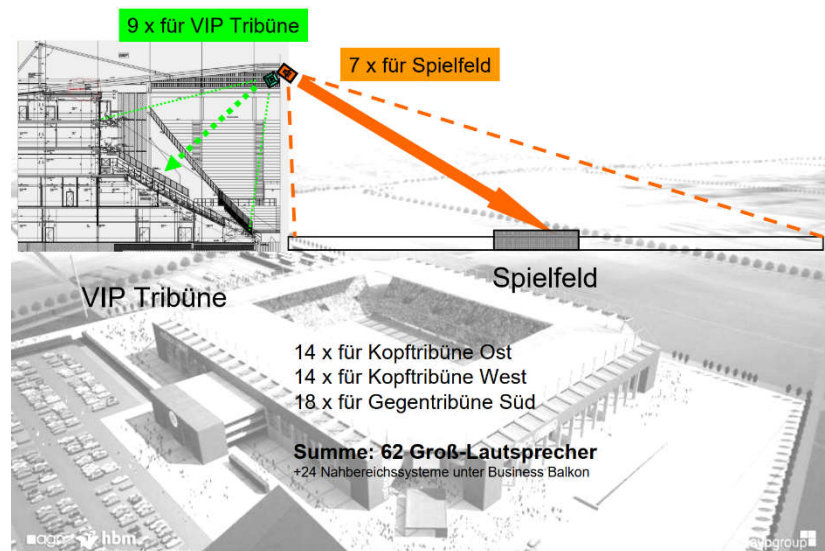 9 x für VIP Tribüne
7 x für Spielfeld
VIP Tribüne
Spielfeld
14 x für Kopftribüne Ost
14 x für Kopftribüne West
18 x für Gegentribüne Süd
Summe: 62 Groß-Lautsprecher
+24 Nahbereichssysteme unter Business Balkon
hbm